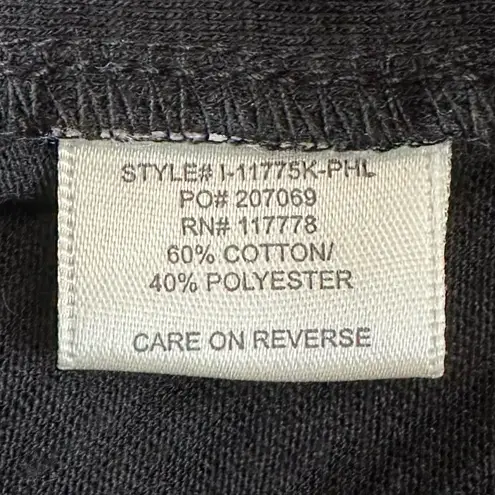 STYLE# I-11775K-PHL
PO# 207069
RN# 117778
60% COTTON/
40% POLYESTER
CARE ON REVERSE